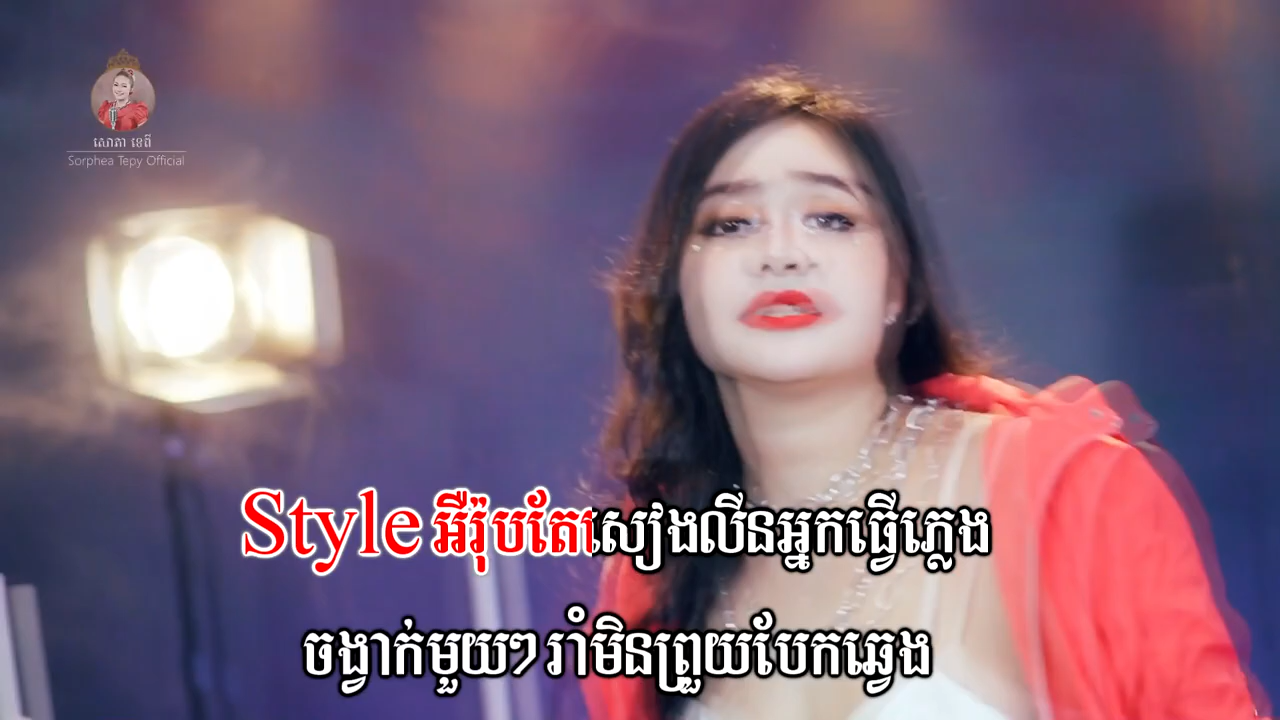 សោភា ទេពី
Sorphea Tepy Official
Style អឺរ៉ុបតែសៀងលីនអ្នកធ្វើភ្លេង
ចង្វាក់មួយៗ រាំមិនព្រួយបែកឆ្វេង